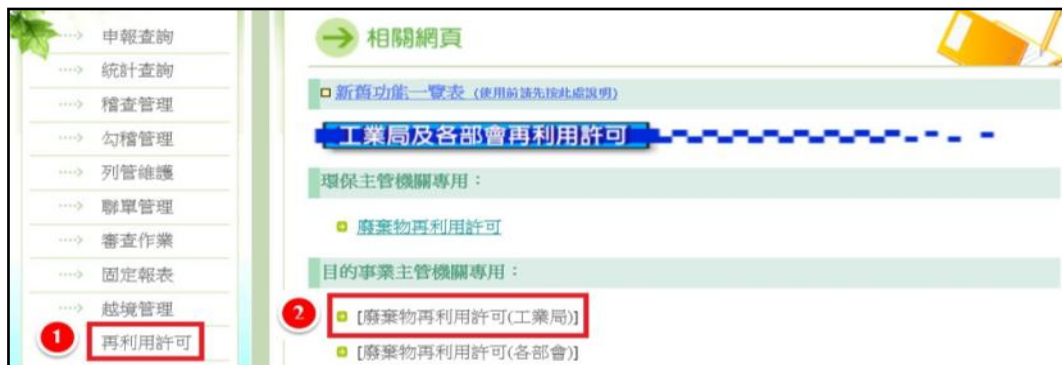 申報查詢
統計查詢
稽查管理
勾稽管理
列管維護
聯單管理
審查作業
固定報表
越境管理
1
再利用許可
相關網頁
新舊功能一覽表 (使用前請先按此處說明)
工業局及各部會再利用許可
環保主管機關專用：
廢棄物再利用許可
目的事業主管機關專用：
2
[廢棄物再利用許可(工業局)]
[廢棄物再利用許可(各部會)]